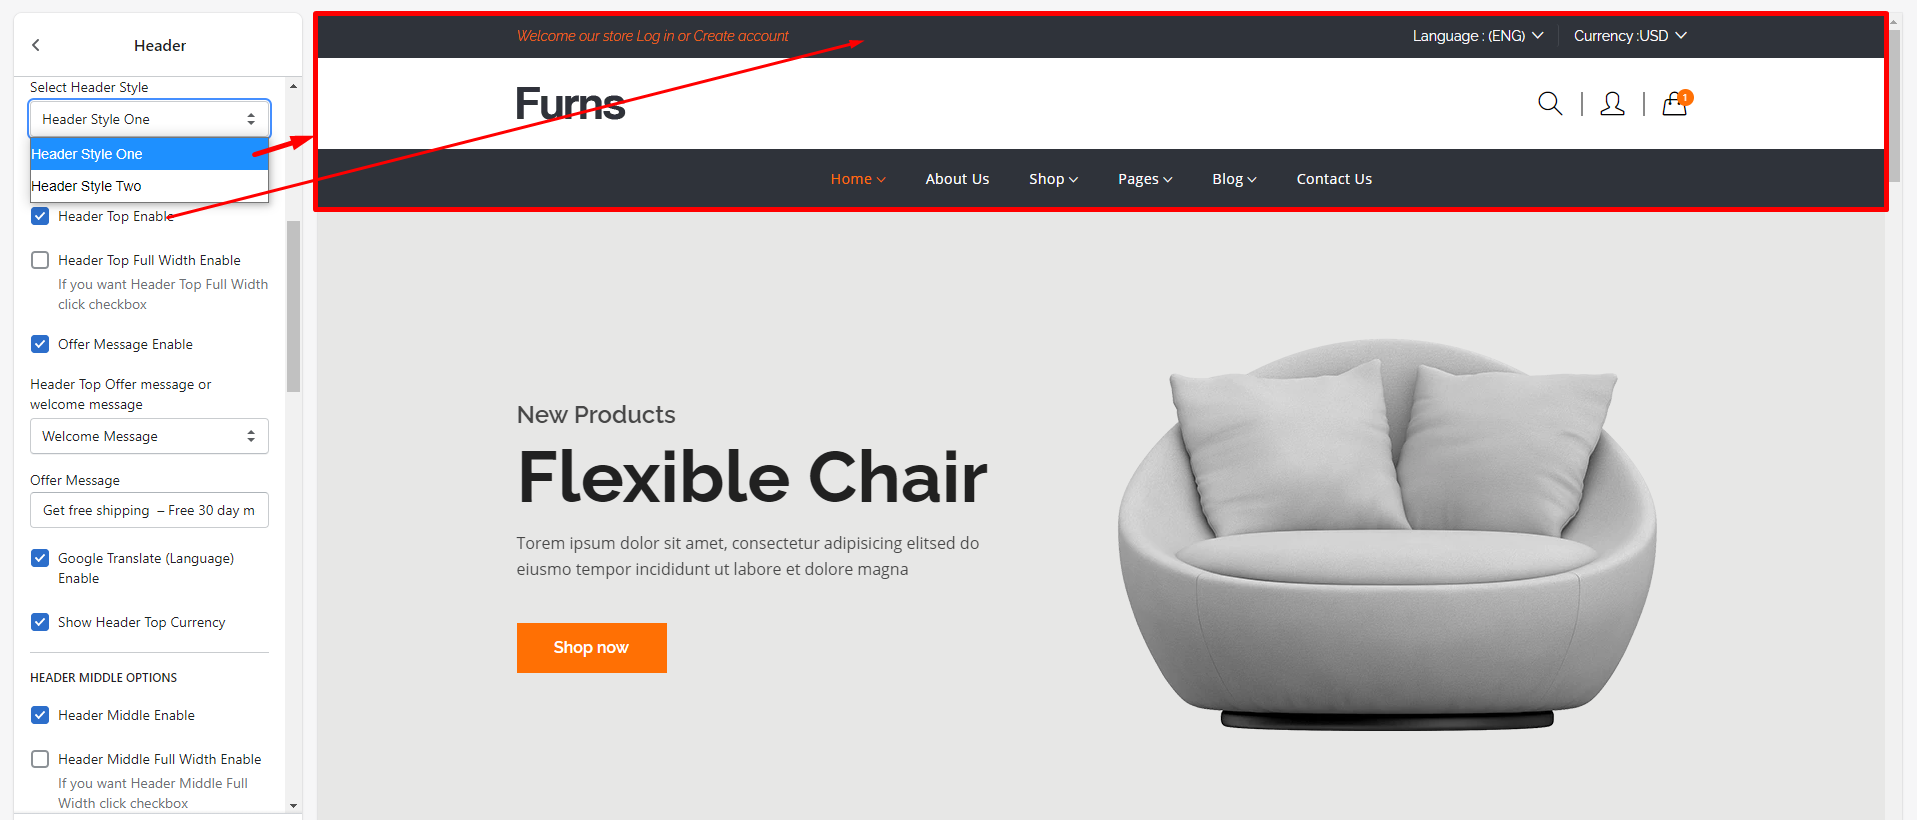 Header
Select Header Style
Header Style One
Header Style One
Header Style Two
Header Top Enable
Header Top Full Width Enable
If you want Header Top Full Width
click checkbox
Offer Message Enable
Header Top Offer message or
welcome message
Welcome Message
Offer Message
Get free shipping – Free 30 day m
Google Translate (Language)
Enable
Show Header Top Currency
HEADER MIDDLE OPTIONS
Header Middle Enable
Header Middle Full Width Enable
If you want Header Middle Full
Width click checkbox
Welcome our store Log in or Create account
Language : (ENG)
Currency :USD
Furns
1
Home
About Us
Shop
Pages
Blog
Contact Us
New Products
Flexible Chair
Torem ipsum dolor sit amet, consectetur adipisicing elitsed do
eiusmo tempor incididunt ut labore et dolore magna
Shop now